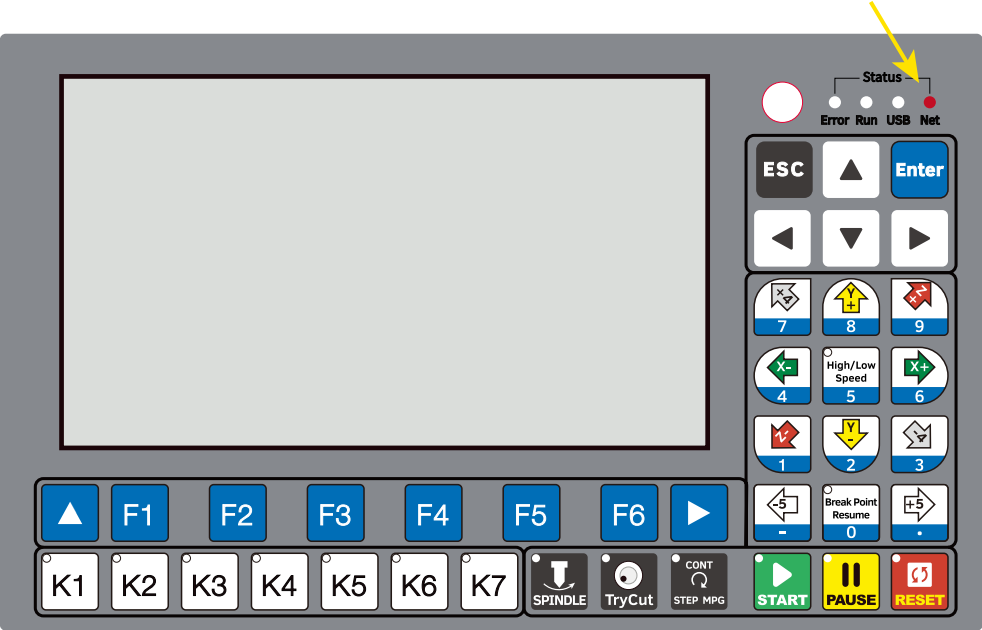 Status
Error Run USB Net
ESC Enter
Y
+4 + Z+
7 8 9
X- High/Low Speed X+
4 5 6
Z- Y -4
-
1 2 3
-5 Break Point Resume +5
- 0 .
F1 F2 F3 F4 F5 F6
K1 K2 K3 K4 K5 K6 K7
SPINDLE TryCut CONT STEP MPG START PAUSE RESET